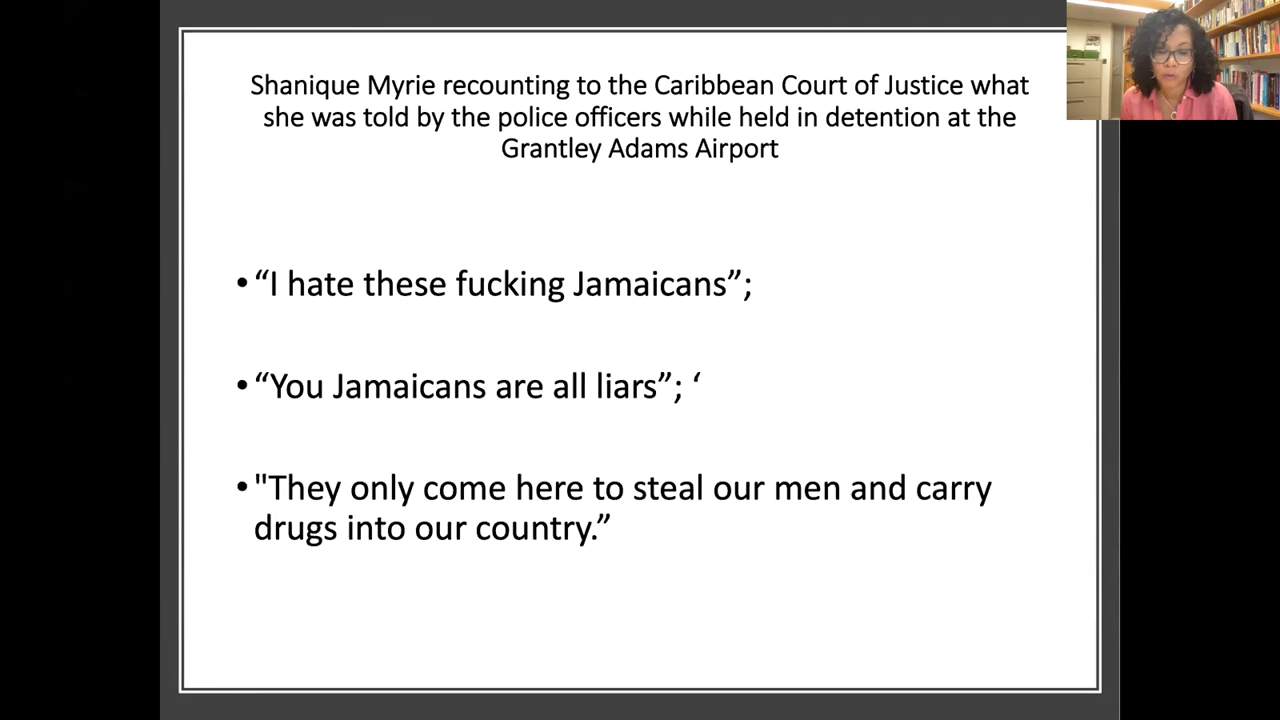 Shanique Myrie recounting to the Caribbean Court of Justice what
she was told by the police officers while held in detention at the
Grantley Adams Airport
• “I hate these fucking Jamaicans”;
• “You Jamaicans are all liars”; ‘
• "They only come here to steal our men and carry
drugs into our country.”